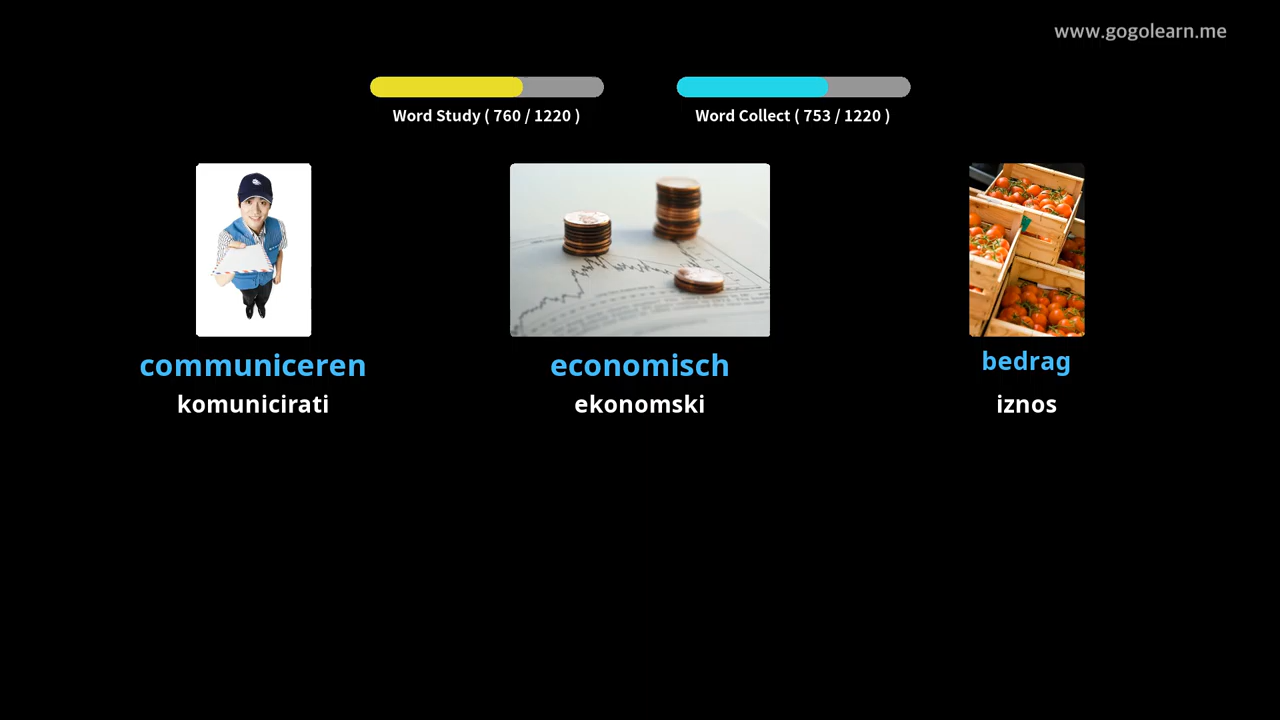 www.gogolearn.me
Word Study ( 760 / 1220 )
Word Collect ( 753 / 1220 )
communiceren
economisch
bedrag
komunicirati
ekonomski
iznos